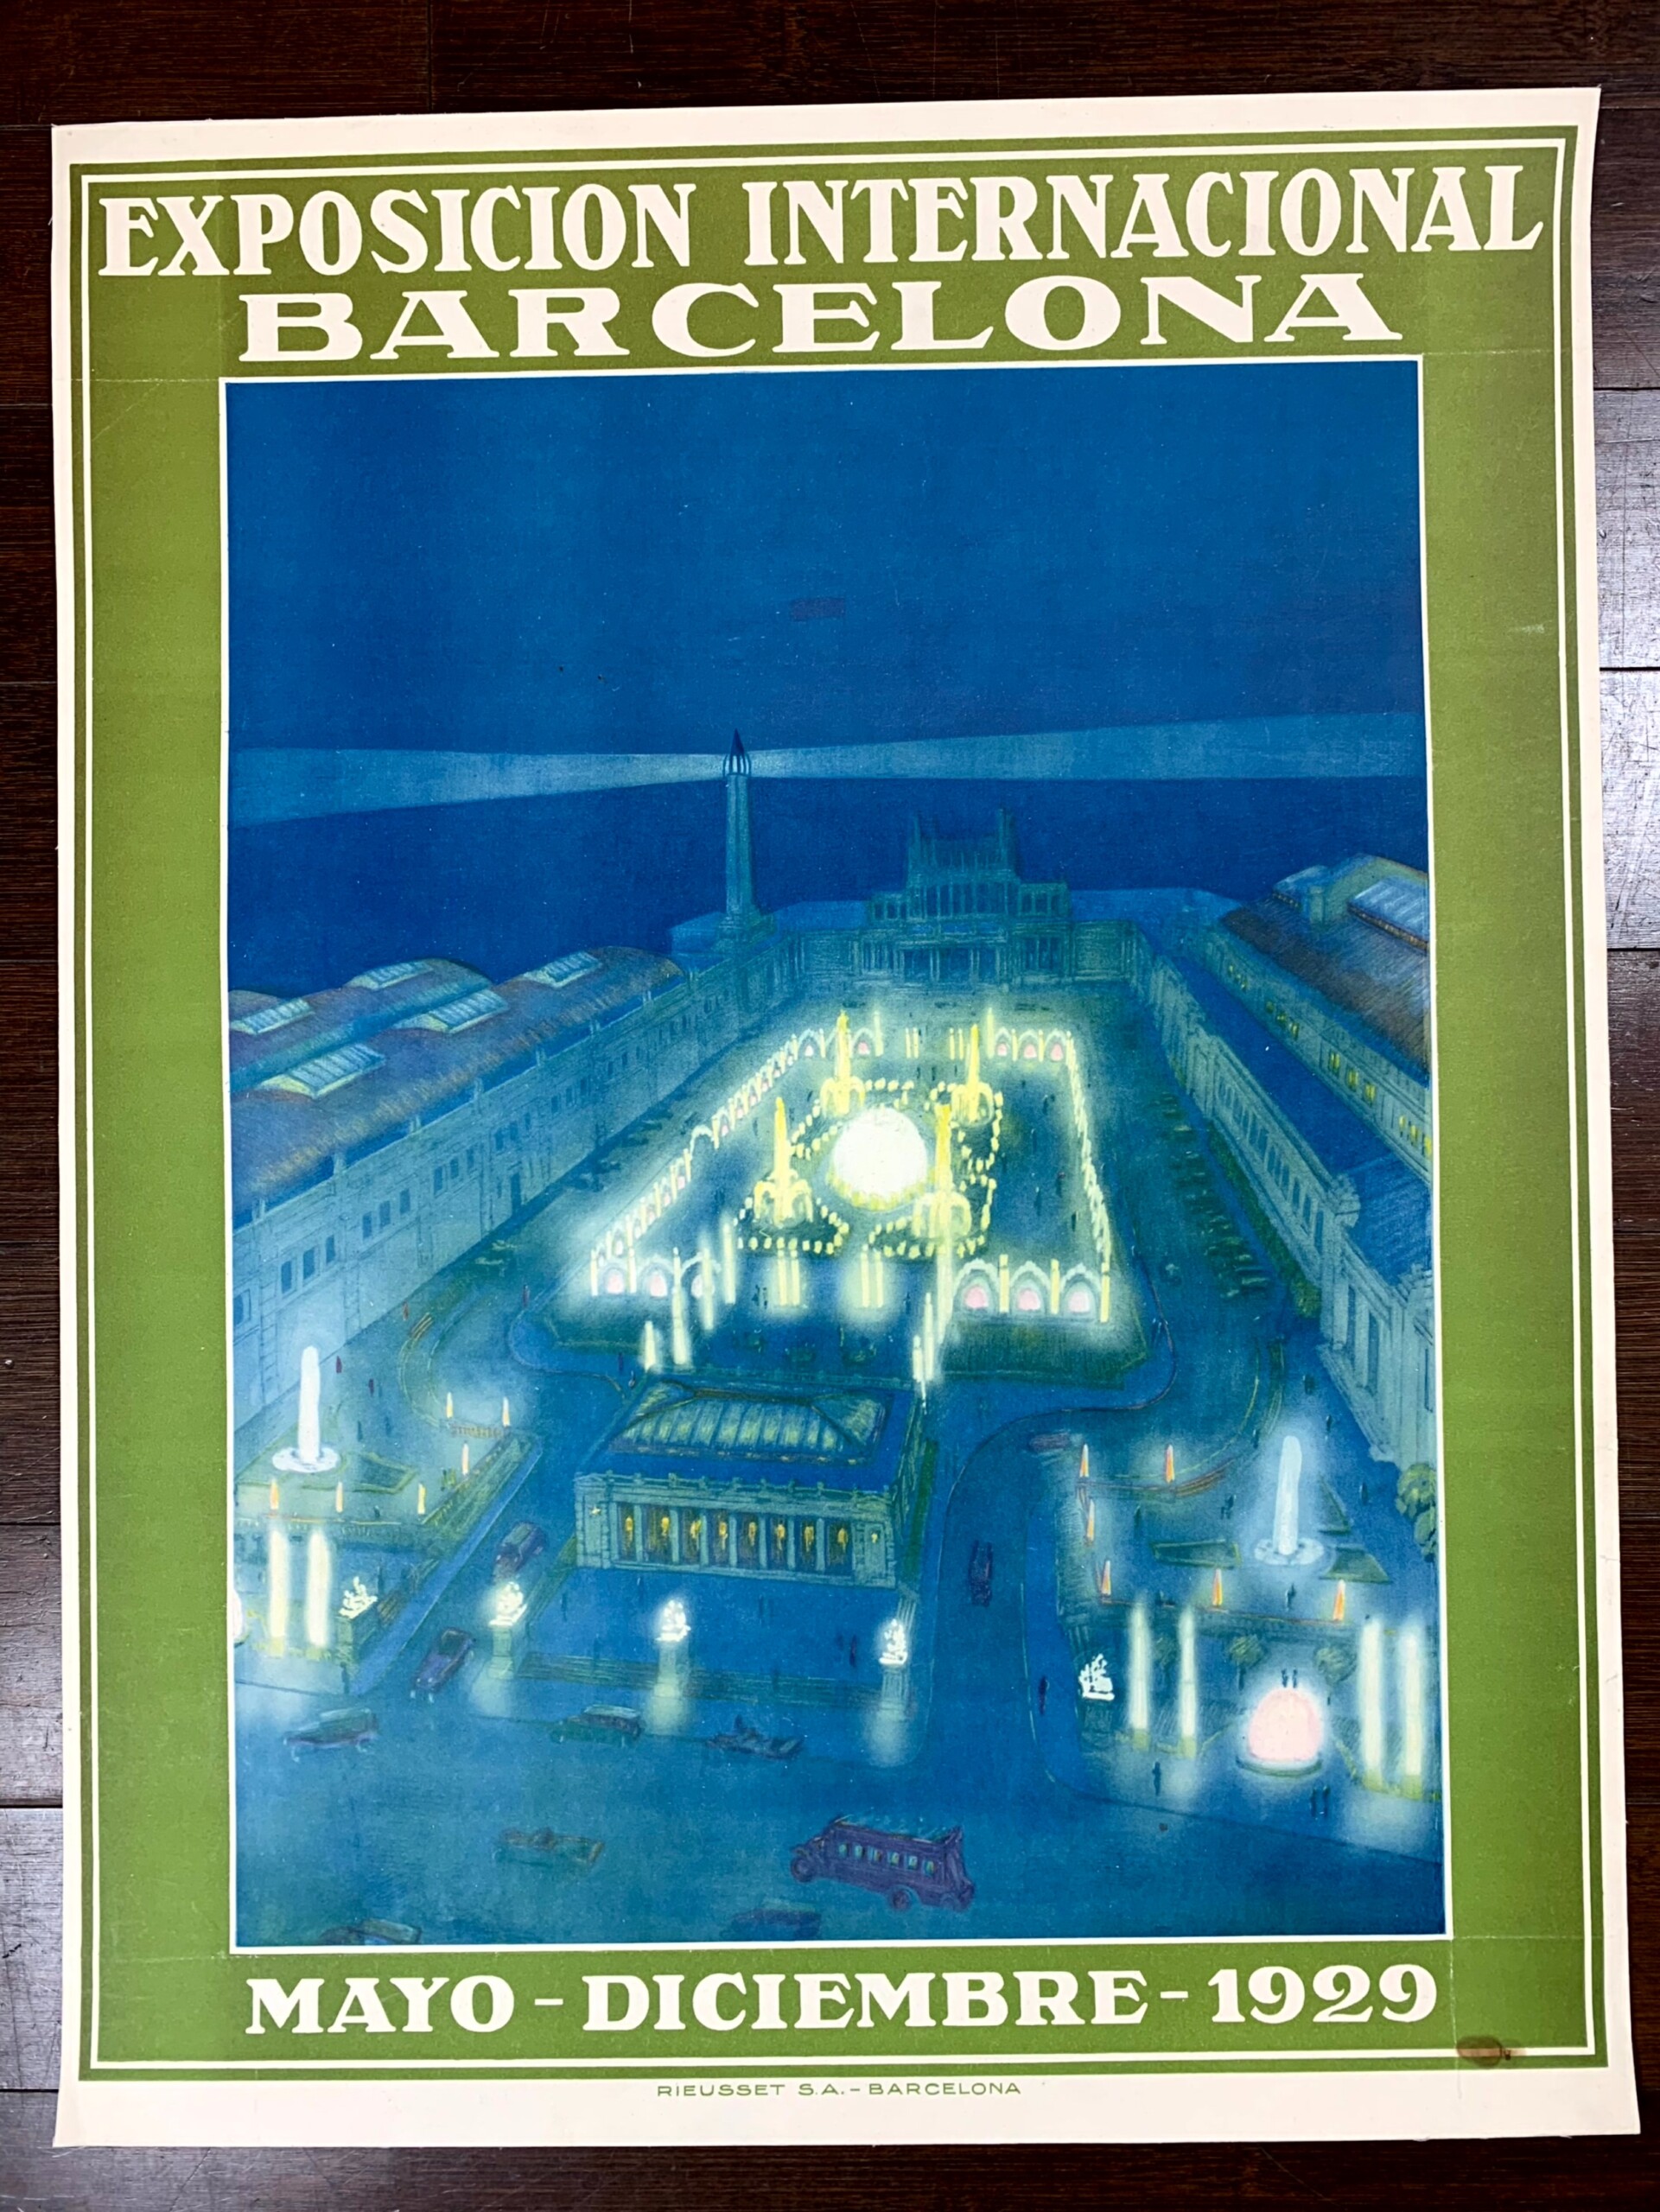 EXPOSICION INTERNACIONAL
BARCELONA
MAYO - DICIEMBRE - 1929
RIEUSSET S.A. - BARCELONA